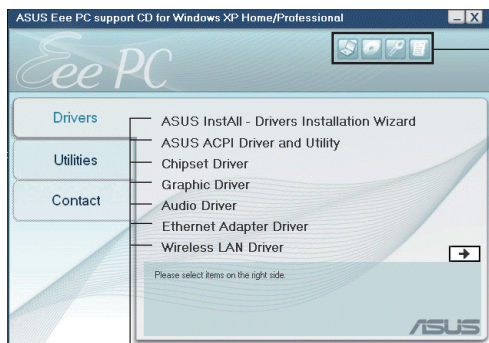 ASUS Eee PC support CD for Windows XP Home/Professional
Eee PC
Drivers
Utilities
Contact
ASUS InstAll - Drivers Installation Wizard
ASUS ACPI Driver and Utility
Chipset Driver
Graphic Driver
Audio Driver
Ethernet Adapter Driver
Wireless LAN Driver
Please select items on the right side.
ASUS